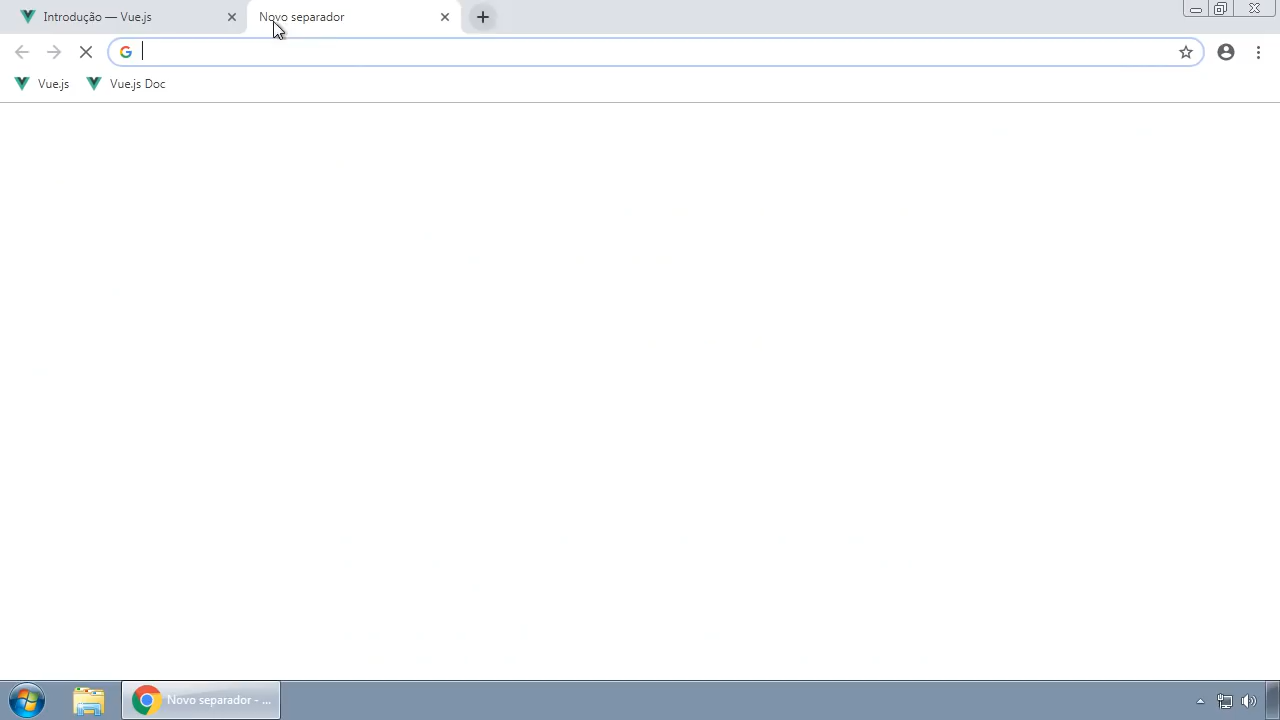 Introdução — Vue.js
Novo separador
Vue.js
Vue.js Doc
Novo separador - ...